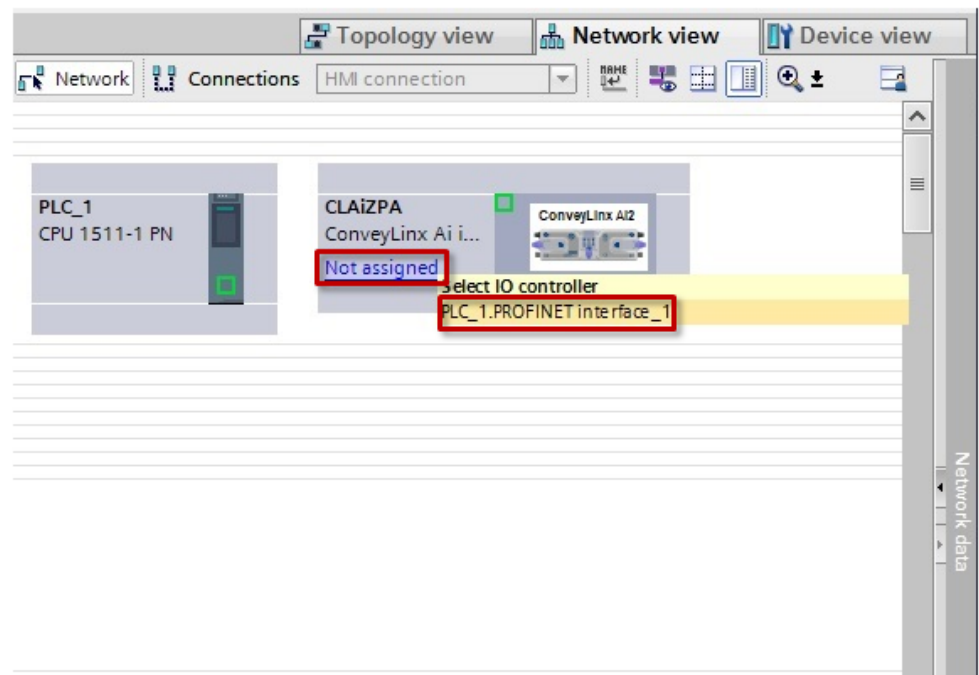 Topology view
Network view
Device view
Network
Connections
HMI connection
PLC_1
CPU 1511-1 PN
CLAiZPA
ConveyLinx Ai i...
Not assigned
ConveyLinx Ai2
Select IO controller
PLC_1.PROFINET interface_1
Network data